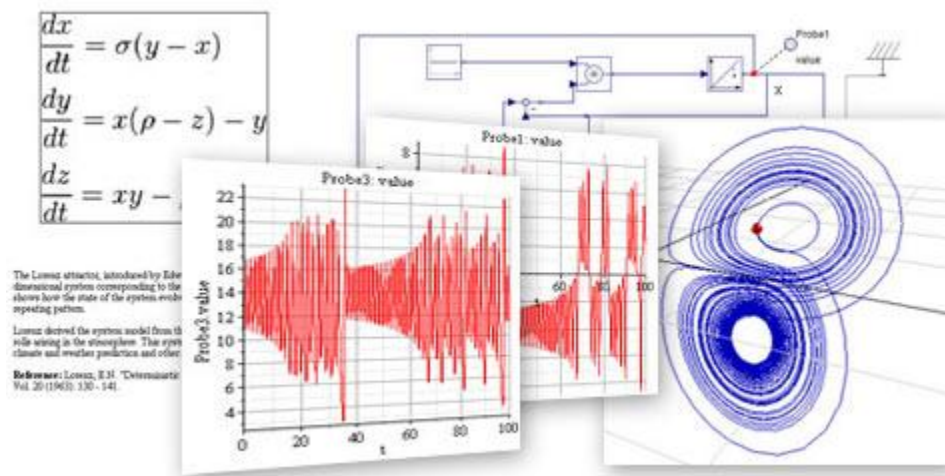 dx/dt = σ(y − x)
dy/dt = x(ρ − z) − y
dz/dt = xy −
Probe1
value
X
Probe1: value
8
60
80
100
t
Probe3: value
Probe3.value
22
20
18
16
14
12
10
8
6
4
0
20
40
60
80
100
t
The Lorenz attractor, introduced by Edw
dimensional system corresponding to the
shows how the state of the system evolv
repeating pattern.
Lorenz derived the system model from th
rolls arising in the atmosphere. This syste
climate and weather prediction and other
Reference: Lorenz, E.N. "Deterministic
Vol. 20 (1963): 130 - 141.